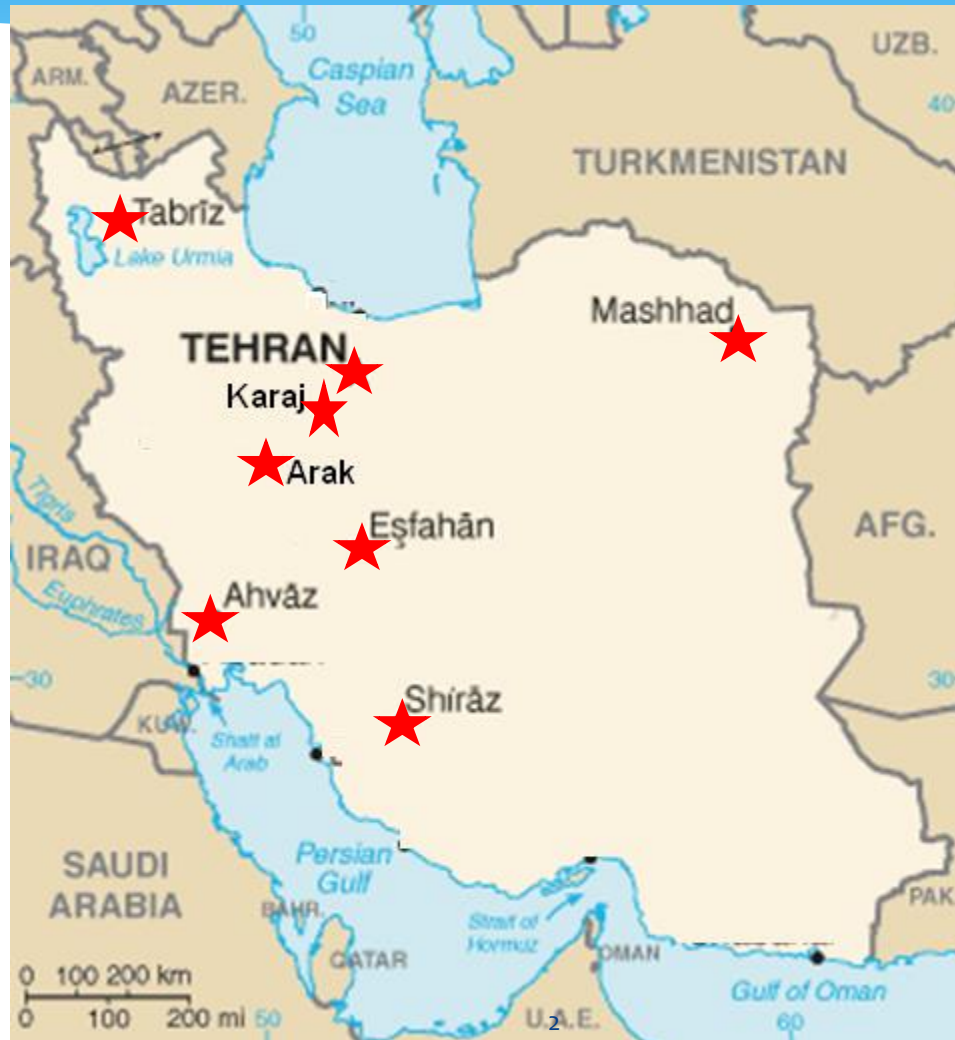 50
Caspian
Sea
UZB.
ARM.
AZER.
40
TURKMENISTAN
Tabrīz
Lake Urmia
Mashhad
TEHRAN
Karaj
Arak
Tigris
Eşfahān
AFG.
IRAQ
Euphrates
Ahvāz
30
30
Shīrāz
KUW.
Shatt al
Arab
SAUDI
ARABIA
Persian
Gulf
BAHR.
PAK.
Strait of
Hormuz
QATAR
OMAN
0 100 200 km
Gulf of Oman
0 100 200 mi
50
U.A.E.
2
60